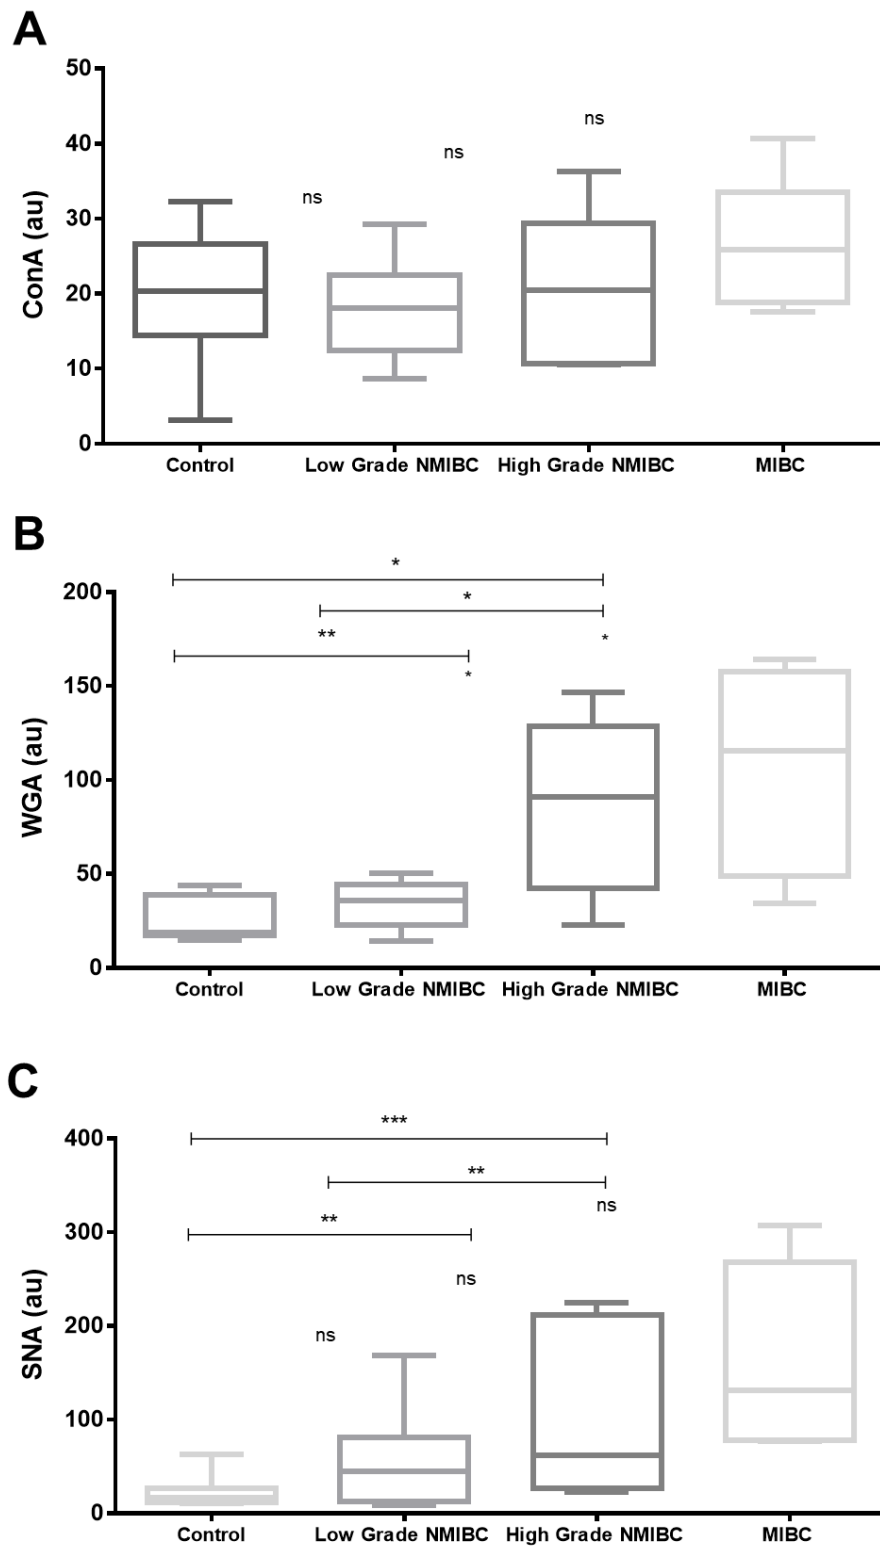 A
50
ns
40
ns
ns
30
ConA (au)
20
10
0
Control Low Grade NMIBC High Grade NMIBC MIBC
B
*
200
*
**
*
*
150
WGA (au)
100
50
0
Control Low Grade NMIBC High Grade NMIBC MIBC
C
***
400
**
ns
**
300
ns
SNA (au)
ns
200
100
0
Control Low Grade NMIBC High Grade NMIBC MIBC